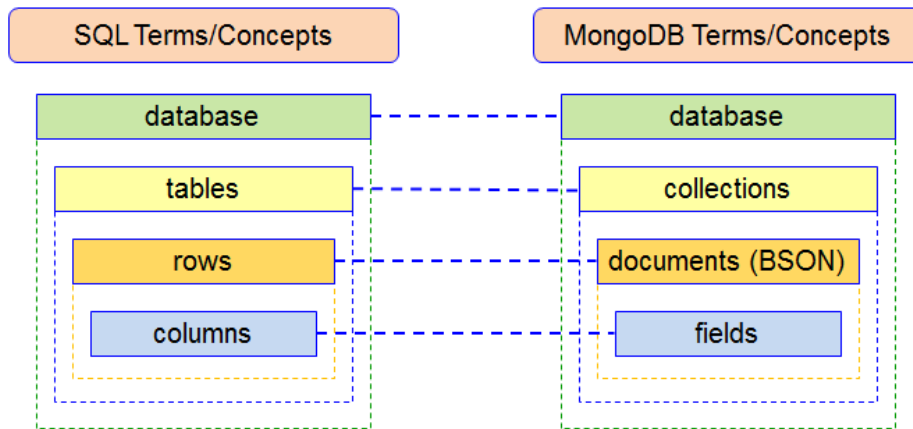 SQL Terms/Concepts
MongoDB Terms/Concepts
database
database
tables
collections
rows
documents (BSON)
columns
fields